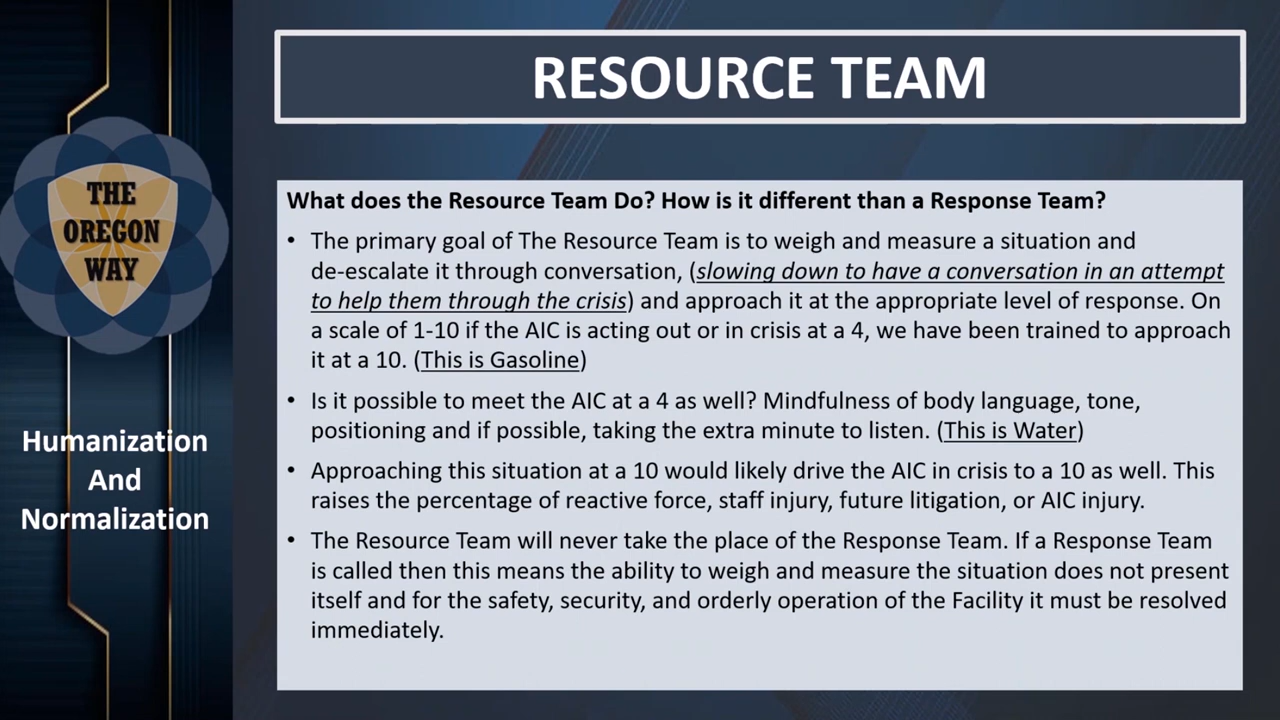 RESOURCE TEAM
THE
OREGON
WAY
Humanization
And
Normalization
What does the Resource Team Do? How is it different than a Response Team?
• The primary goal of The Resource Team is to weigh and measure a situation and
de-escalate it through conversation, (slowing down to have a conversation in an attempt
to help them through the crisis) and approach it at the appropriate level of response. On
a scale of 1-10 if the AIC is acting out or in crisis at a 4, we have been trained to approach
it at a 10. (This is Gasoline)
• Is it possible to meet the AIC at a 4 as well? Mindfulness of body language, tone,
positioning and if possible, taking the extra minute to listen. (This is Water)
• Approaching this situation at a 10 would likely drive the AIC in crisis to a 10 as well. This
raises the percentage of reactive force, staff injury, future litigation, or AIC injury.
• The Resource Team will never take the place of the Response Team. If a Response Team
is called then this means the ability to weigh and measure the situation does not present
itself and for the safety, security, and orderly operation of the Facility it must be resolved
immediately.